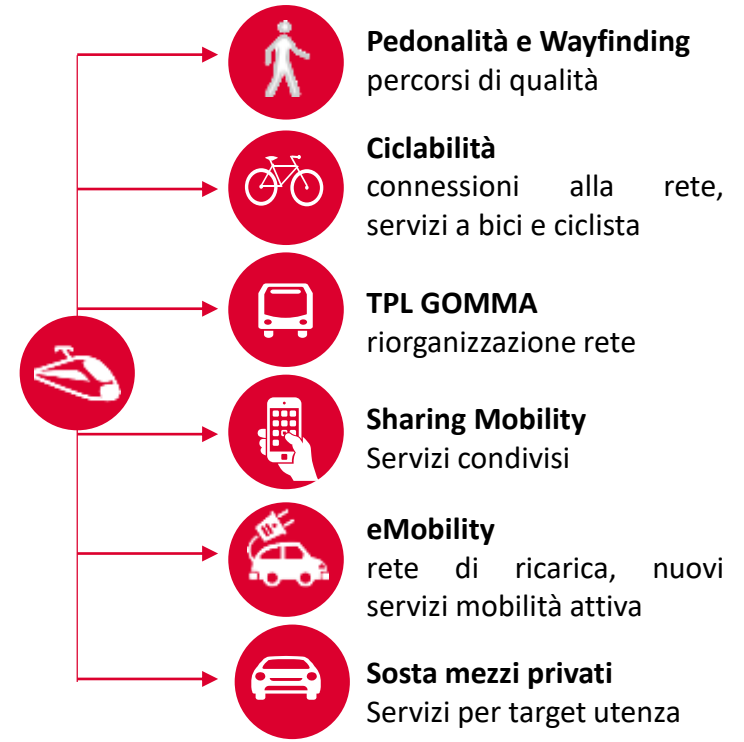 Pedonalità e Wayfinding
percorsi di qualità
Ciclabilità
connessioni alla rete,
servizi a bici e ciclista
TPL GOMMA
riorganizzazione rete
Sharing Mobility
Servizi condivisi
eMobility
rete di ricarica, nuovi
servizi mobilità attiva
Sosta mezzi privati
Servizi per target utenza